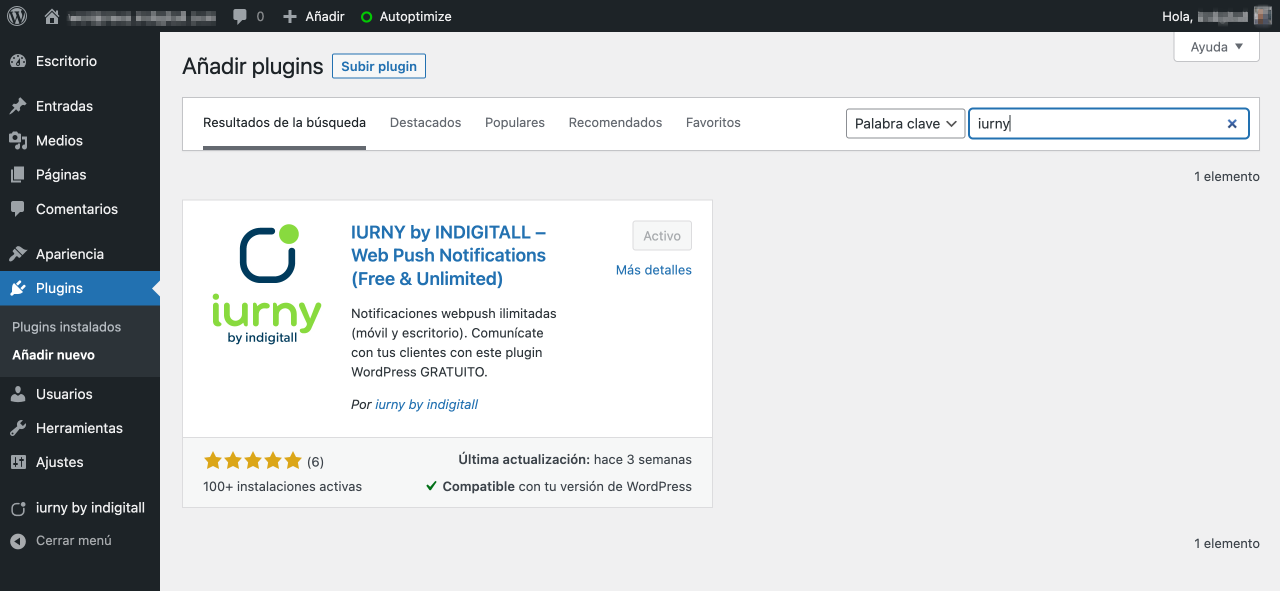 0
Añadir
Autoptimize
Hola,
Ayuda
Escritorio
Entradas
Medios
Páginas
Comentarios
Apariencia
Plugins
Plugins instalados
Añadir nuevo
Usuarios
Herramientas
Ajustes
iurny by indigitall
Cerrar menú
Añadir plugins
Subir plugin
Resultados de la búsqueda
Destacados
Populares
Recomendados
Favoritos
Palabra clave
iurny
1 elemento
iurny
by indigitall
IURNY by INDIGITALL –
Web Push Notifications
(Free & Unlimited)
Activo
Más detalles
Notificaciones webpush ilimitadas
(móvil y escritorio). Comunícate
con tus clientes con este plugin
WordPress GRATUITO.
Por iurny by indigitall
(6)
100+ instalaciones activas
Última actualización: hace 3 semanas
Compatible con tu versión de WordPress
1 elemento